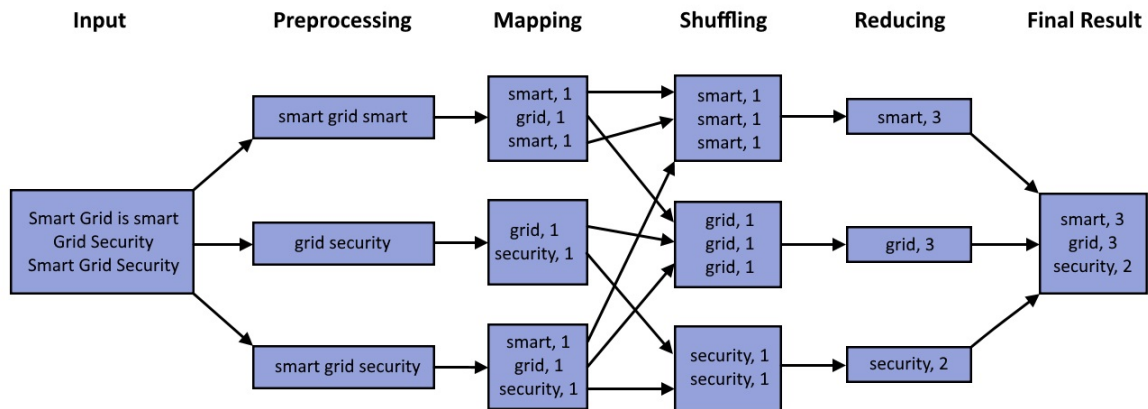 Input
Preprocessing
Mapping
Shuffling
Reducing
Final Result
Smart Grid is smart
Grid Security
Smart Grid Security
smart grid smart
grid security
smart grid security
smart, 1
grid, 1
smart, 1
grid, 1
security, 1
smart, 1
grid, 1
security, 1
smart, 1
smart, 1
smart, 1
grid, 1
grid, 1
grid, 1
security, 1
security, 1
smart, 3
grid, 3
security, 2
smart, 3
grid, 3
security, 2